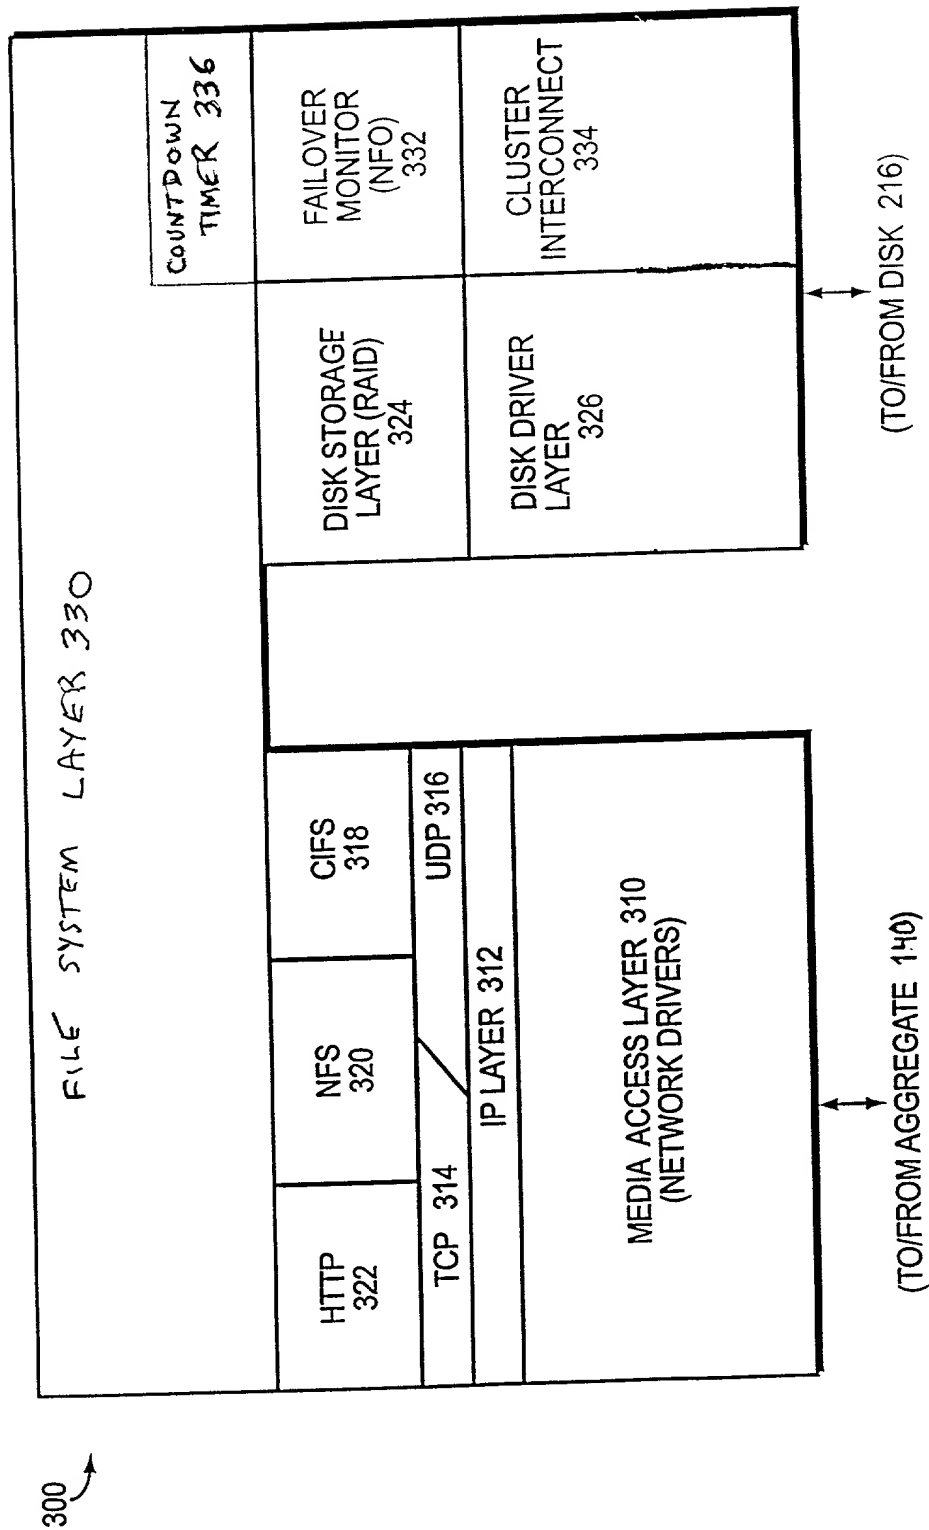 300
FILE SYSTEM LAYER 330
COUNTDOWN
TIMER 336
HTTP
322
NFS
320
CIFS
318
DISK STORAGE
LAYER (RAID)
324
FAILOVER
MONITOR
(NFO)
332
TCP 314
UDP 316
IP LAYER 312
DISK DRIVER
LAYER
326
CLUSTER
INTERCONNECT
334
MEDIA ACCESS LAYER 310
(NETWORK DRIVERS)
(TO/FROM AGGREGATE 140)
(TO/FROM DISK 216)